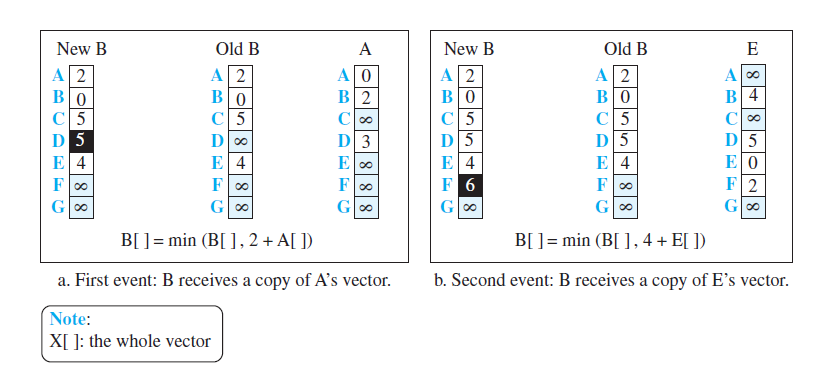 New B Old B A
A 2 A 2 A 0
B 0 B 0 B 2
C 5 C 5 C ∞
D 5 D ∞ D 3
E 4 E 4 E ∞
F ∞ F ∞ F ∞
G ∞ G ∞ G ∞
B[ ] = min (B[ ] , 2 + A[ ])
a. First event: B receives a copy of A’s vector.
New B Old B E
A 2 A 2 A ∞
B 0 B 0 B 4
C 5 C 5 C ∞
D 5 D 5 D 5
E 4 E 4 E 0
F 6 F ∞ F 2
G ∞ G ∞ G ∞
B[ ] = min (B[ ] , 4 + E[ ])
b. Second event: B receives a copy of E’s vector.
Note:
X[ ]: the whole vector